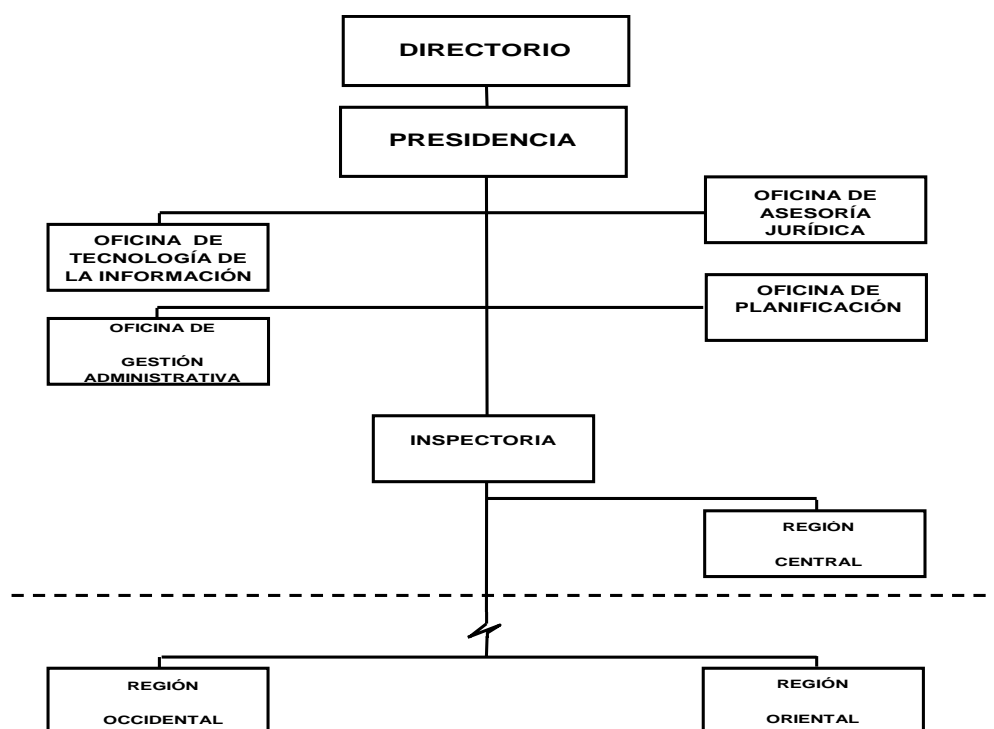 DIRECTORIO
PRESIDENCIA
OFICINA DE
ASESORÍA
JURÍDICA
OFICINA DE
TECNOLOGÍA DE
LA INFORMACIÓN
OFICINA DE
PLANIFICACIÓN
OFICINA DE
GESTIÓN
ADMINISTRATIVA
INSPECTORIA
REGIÓN
CENTRAL
REGIÓN
OCCIDENTAL
REGIÓN
ORIENTAL